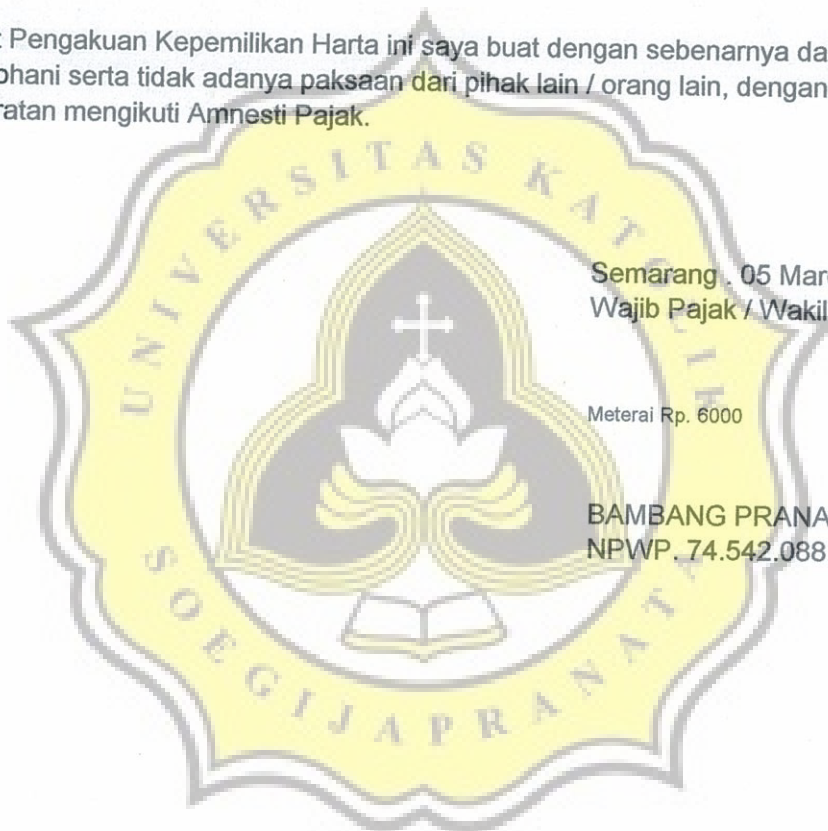 : Pengakuan Kepemilikan Harta ini saya buat dengan sebenarnya da
ohani serta tidak adanya paksaan dari pihak lain / orang lain, dengan
ratan mengikuti Amnesti Pajak.
UNIVERSITAS KATOLIK
Semarang . 05 Mar
Wajib Pajak / Wakil
Meterai Rp. 6000
BAMBANG PRANA
NPWP. 74.542.088
SOEGIJAPRANATA